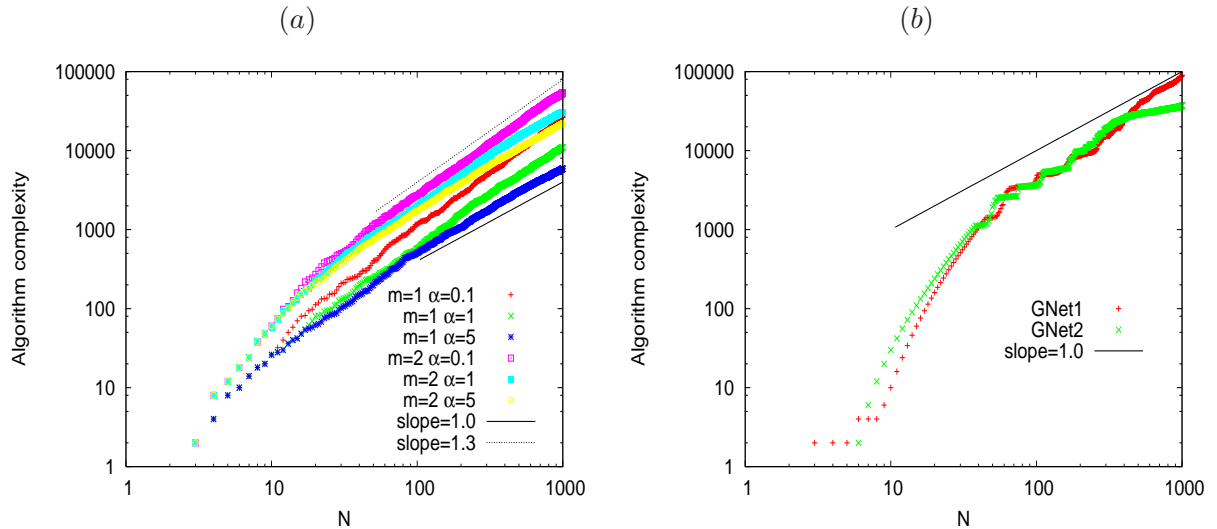 (a)
100000
10000
1000
100
10
1
1
10
100
1000
Algorithm complexity
N
m=1 α=0.1
m=1 α=1
m=1 α=5
m=2 α=0.1
m=2 α=1
m=2 α=5
slope=1.0
slope=1.3
(b)
100000
10000
1000
100
10
1
1
10
100
1000
Algorithm complexity
N
GNet1
GNet2
slope=1.0